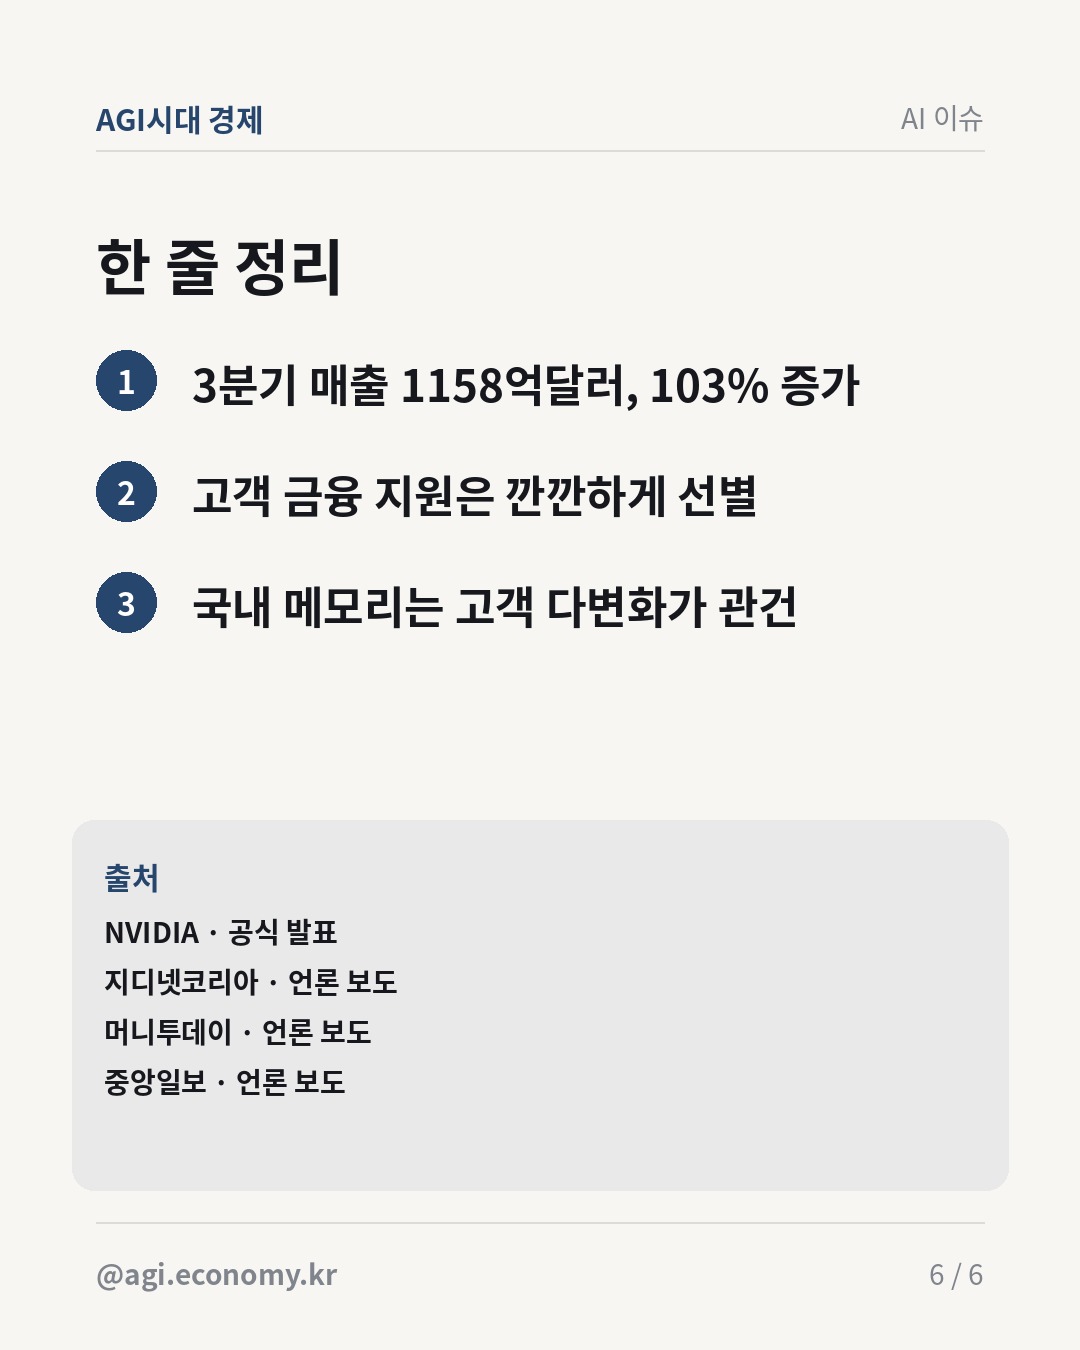 AGI시대 경제
AI 이슈
한 줄 정리
1 3분기 매출 1158억달러, 103% 증가
2 고객 금융 지원은 깐깐하게 선별
3 국내 메모리는 고객 다변화가 관건
출처
NVIDIA · 공식 발표
지디넷코리아 · 언론 보도
머니투데이 · 언론 보도
중앙일보 · 언론 보도
@agi.economy.kr
6 / 6